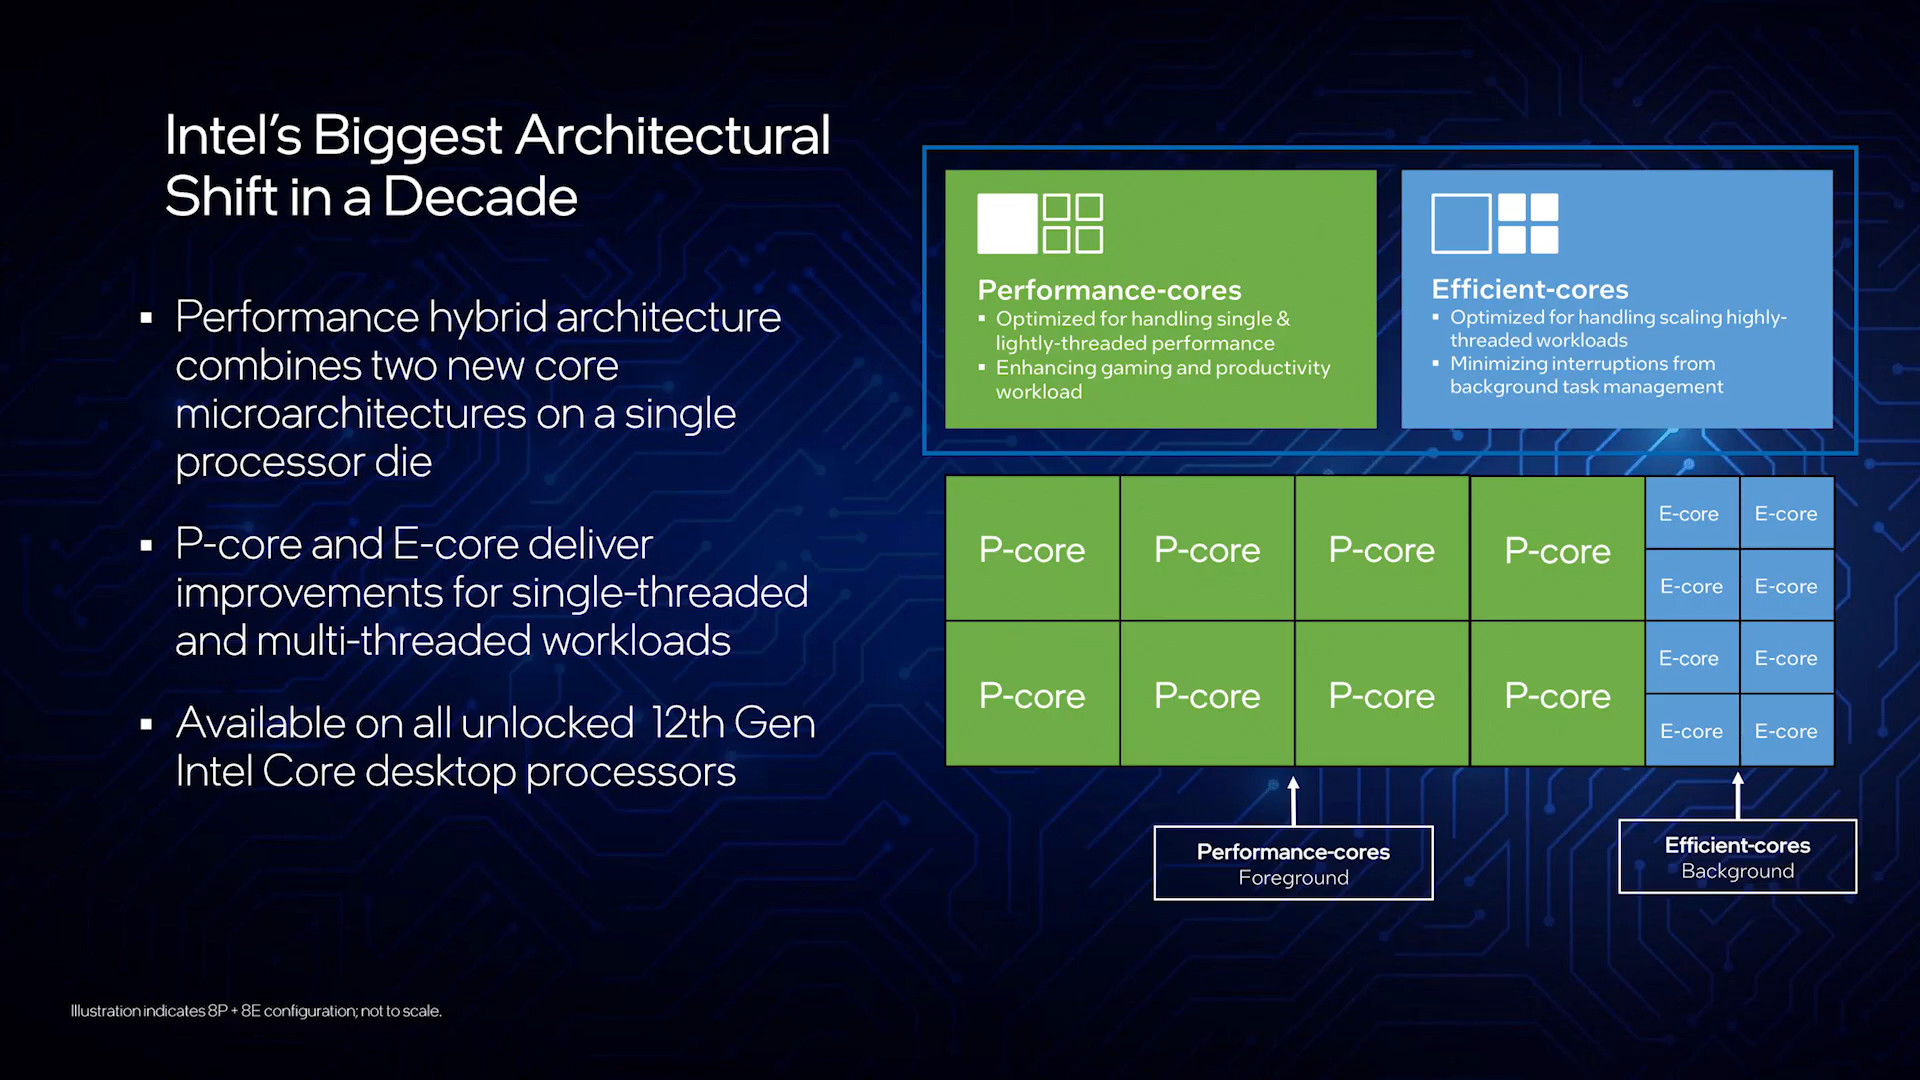 Intel's Biggest Architectural
Shift in a Decade
▪ Performance hybrid architecture
combines two new core
microarchitectures on a single
processor die
▪ P-core and E-core deliver
improvements for single-threaded
and multi-threaded workloads
▪ Available on all unlocked 12th Gen
Intel Core desktop processors
Performance-cores
▪ Optimized for handling single &
lightly-threaded performance
▪ Enhancing gaming and productivity
workload
Efficient-cores
▪ Optimized for handling scaling highly-
threaded workloads
▪ Minimizing interruptions from
background task management
P-core P-core P-core P-core
P-core P-core P-core P-core
E-core E-core
E-core E-core
E-core E-core
E-core E-core
Performance-cores
Foreground
Efficient-cores
Background
Illustration indicates 8P + 8E configuration; not to scale.